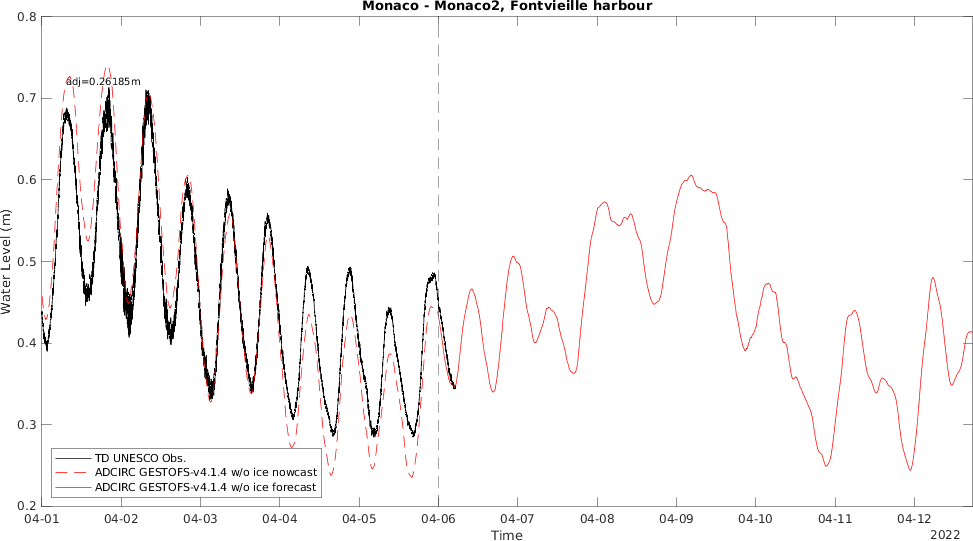 Monaco - Monaco2, Fontvieille harbour
0.8
0.7
0.6
0.5
0.4
0.3
0.2
Water Level (m)
adj=0.26185m
TD UNESCO Obs.
ADCIRC GESTOFS-v4.1.4 w/o ice nowcast
ADCIRC GESTOFS-v4.1.4 w/o ice forecast
04-01 04-02 04-03 04-04 04-05 04-06 04-07 04-08 04-09 04-10 04-11 04-12
Time
2022